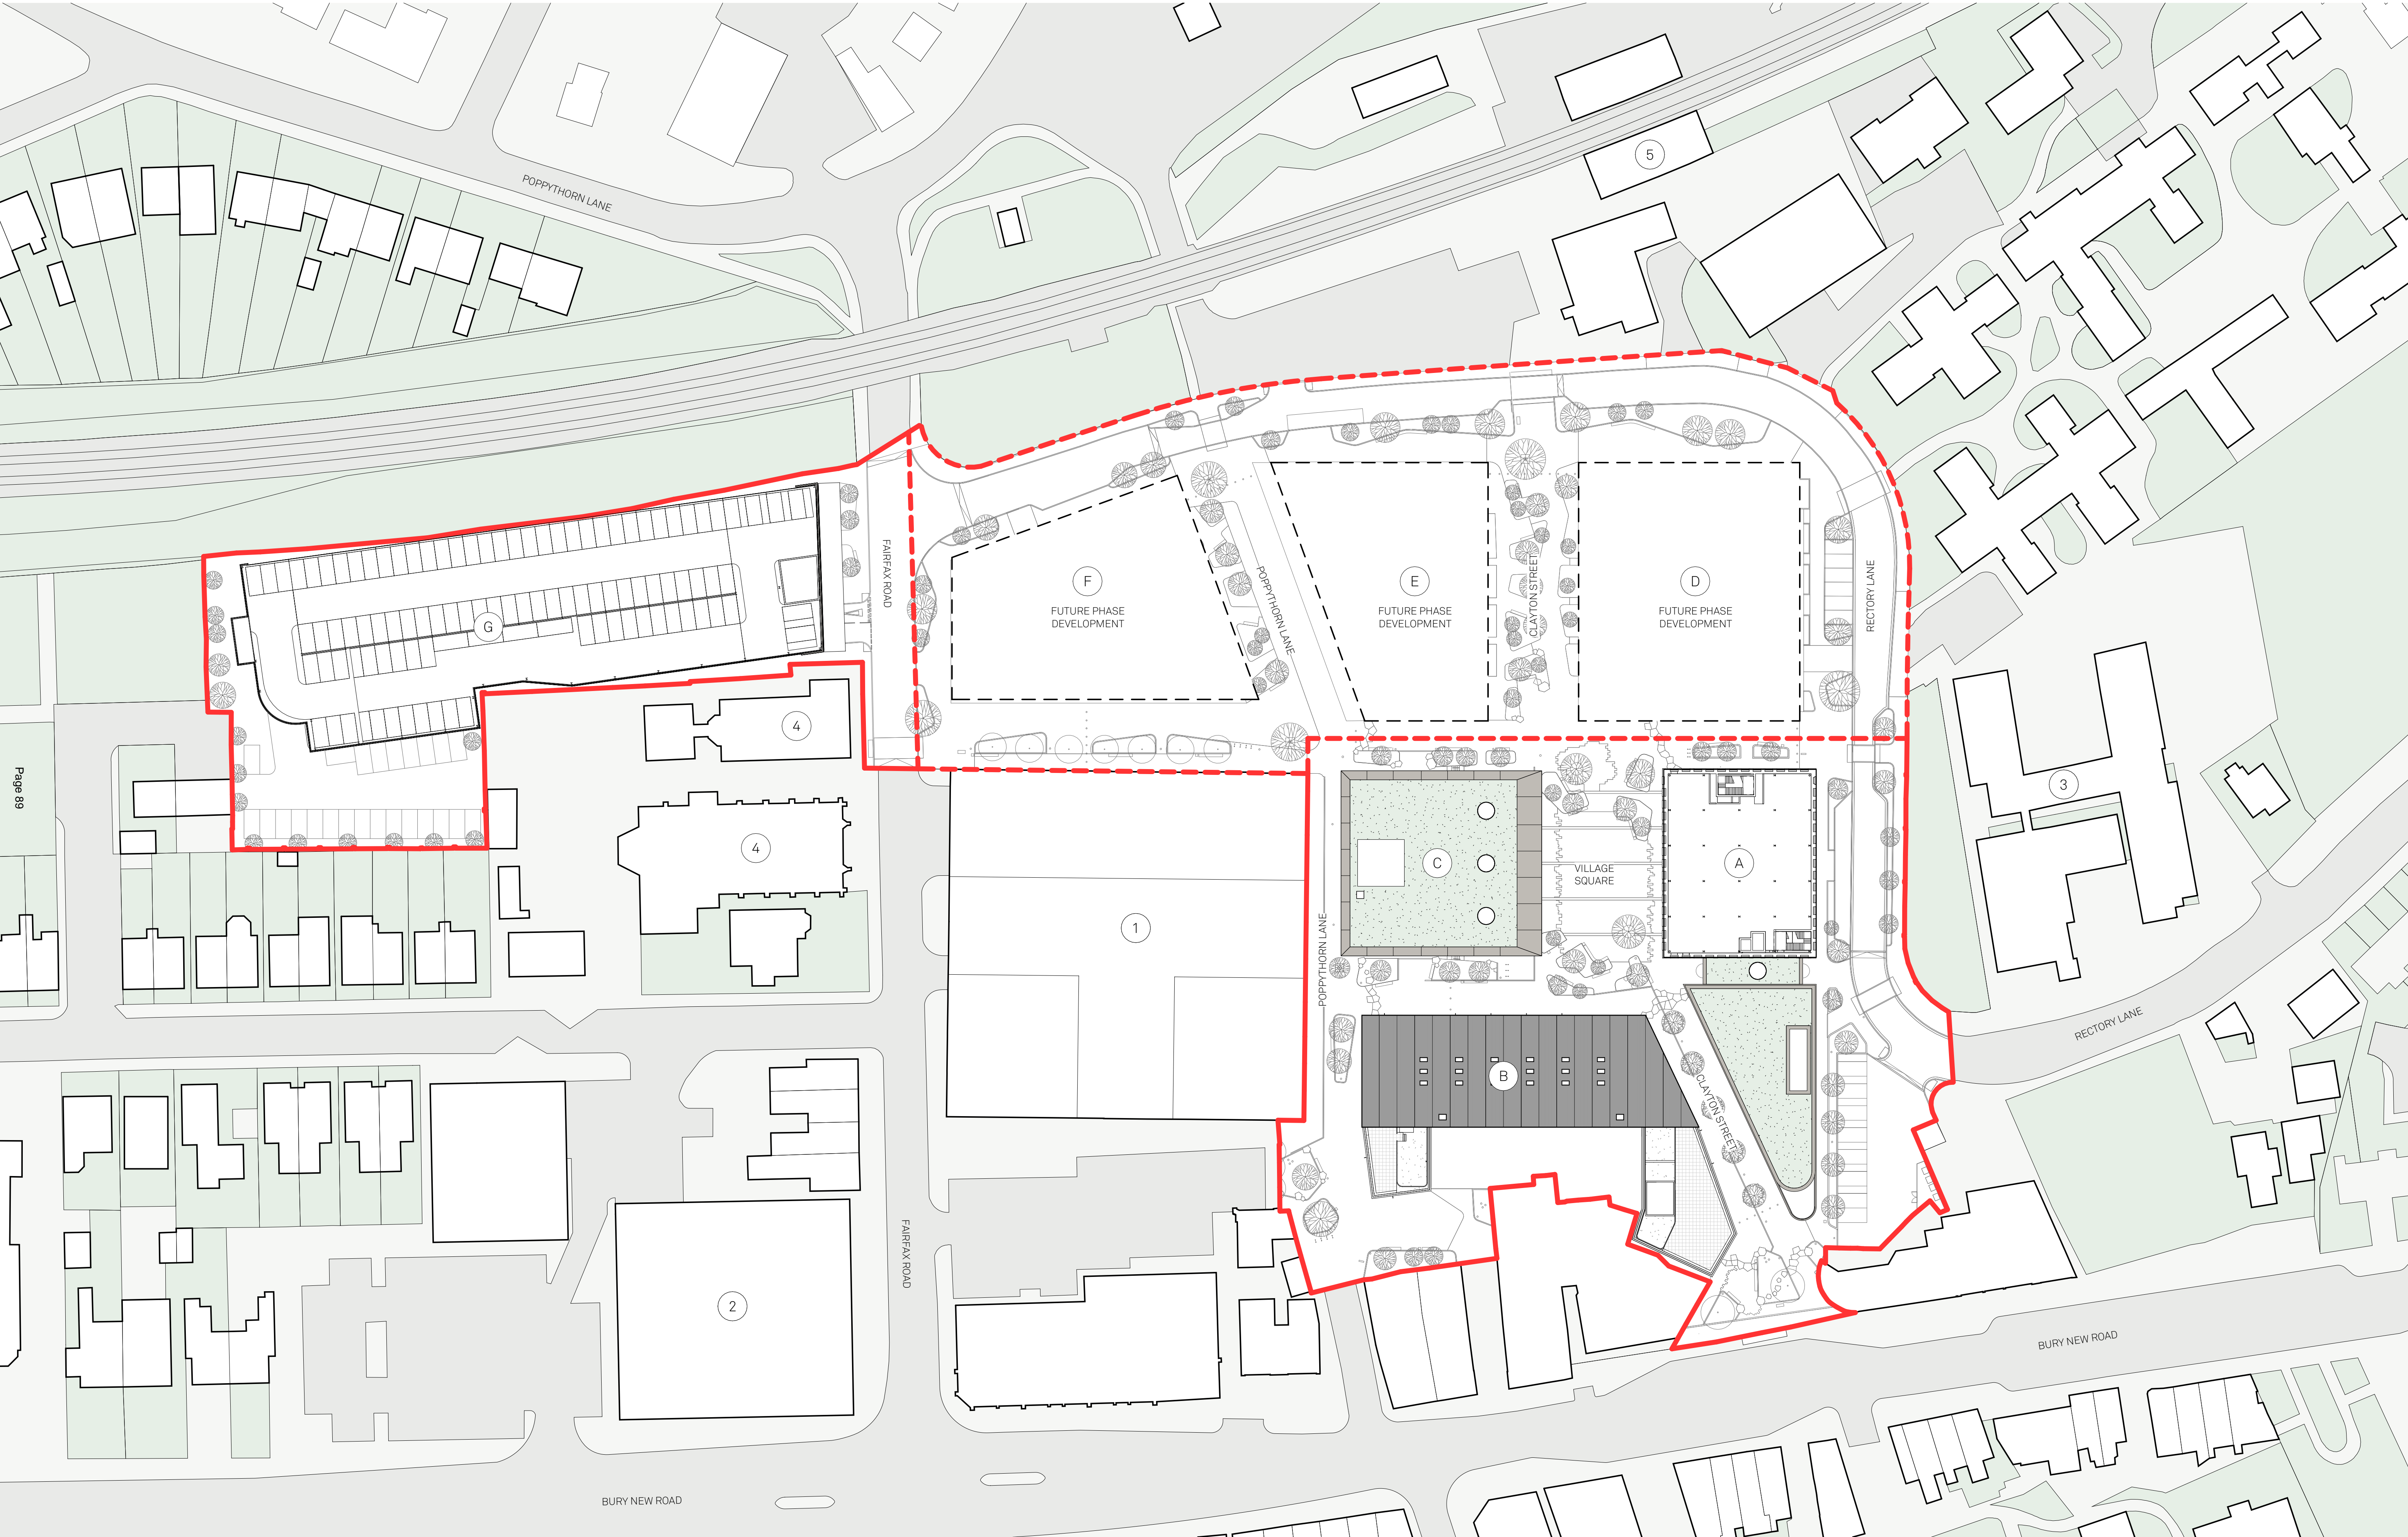 5
POPPYTHORN LANE
FAIRFAX ROAD
F
FUTURE PHASE
DEVELOPMENT
POPPYTHORN LANE
E
FUTURE PHASE
DEVELOPMENT
CLAYTON STREET
D
FUTURE PHASE
DEVELOPMENT
RECTORY LANE
G
4
Page 89
3
4
C
VILLAGE
SQUARE
A
1
POPPYTHORN LANE
RECTORY LANE
B
CLAYTON STREET
FAIRFAX ROAD
2
BURY NEW ROAD
BURY NEW ROAD